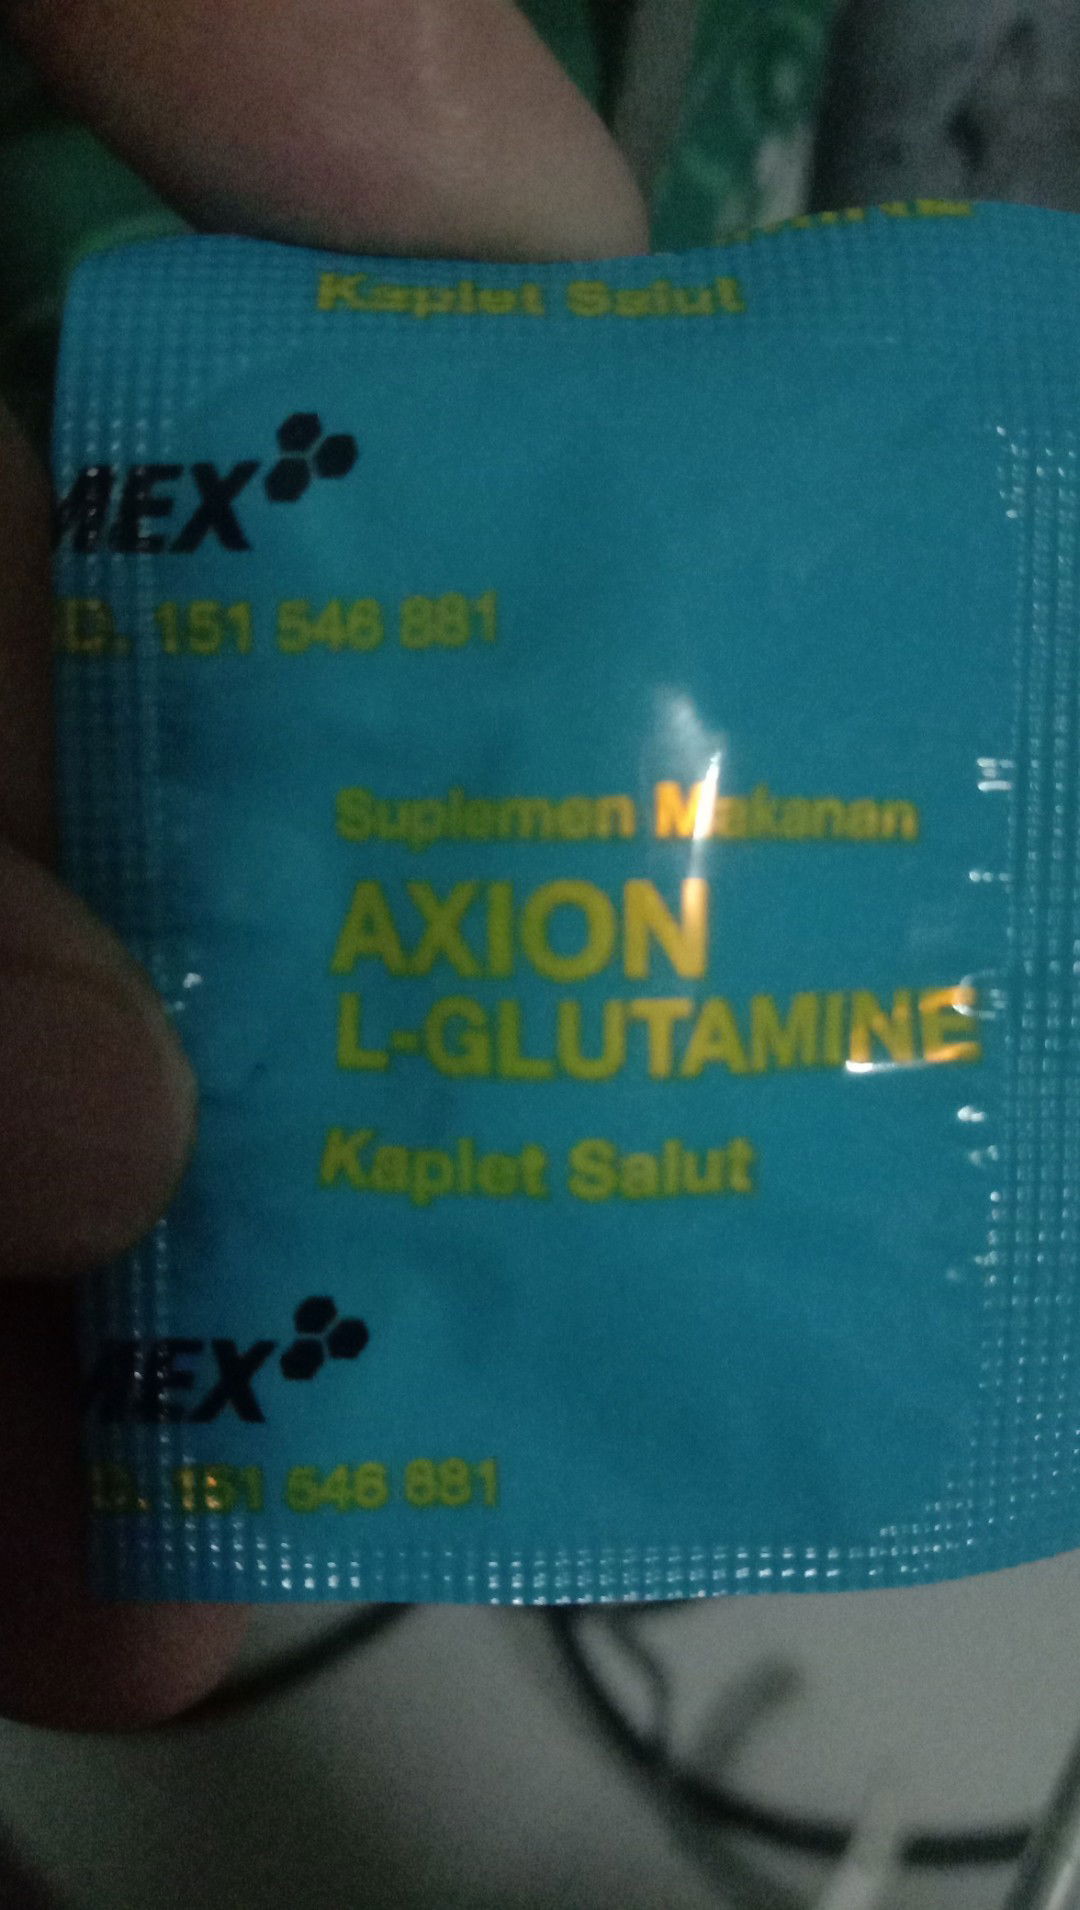 Kaplet Salut
MEX
D. 151 546 881
Suplemen Makanan
AXION
L-GLUTAMINE
Kaplet Salut
MEX
D. 151 546 881